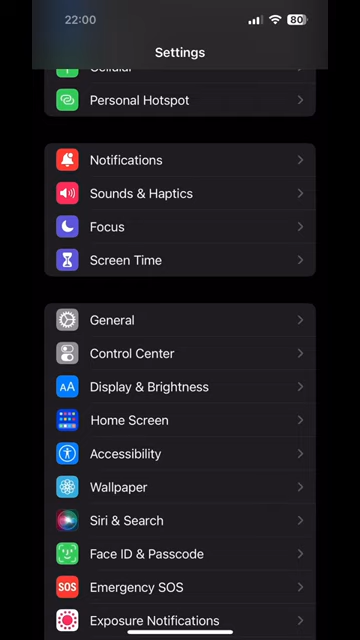 22:00
80
Settings
Cellular
Personal Hotspot
Notifications
Sounds & Haptics
Focus
Screen Time
General
Control Center
AA
Display & Brightness
Home Screen
Accessibility
Wallpaper
Siri & Search
Face ID & Passcode
SOS
Emergency SOS
Exposure Notifications